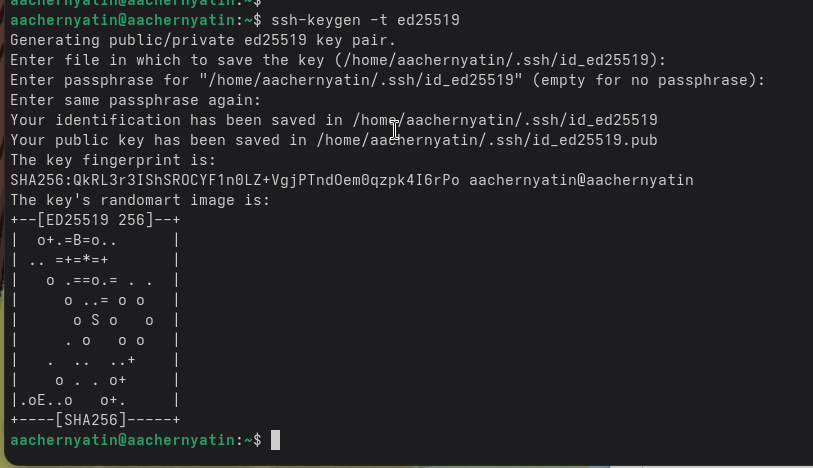 aachernyatin@aachernyatin:~$
aachernyatin@aachernyatin:~$ ssh-keygen -t ed25519
Generating public/private ed25519 key pair.
Enter file in which to save the key (/home/aachernyatin/.ssh/id_ed25519):
Enter passphrase for "/home/aachernyatin/.ssh/id_ed25519" (empty for no passphrase):
Enter same passphrase again:
Your identification has been saved in /home/aachernyatin/.ssh/id_ed25519
Your public key has been saved in /home/aachernyatin/.ssh/id_ed25519.pub
The key fingerprint is:
SHA256:QkRL3r3IShSROCYF1n0LZ+VgjPTndOem0qzpk4I6rPo aachernyatin@aachernyatin
The key's randomart image is:
+--[ED25519 256]--+
|  o+.=B=o..      |
| .. =+=*=+       |
|   o .==o.= . .  |
|     o ..= o o   |
|      o S o   o  |
|     . o   o o   |
|   .  ..  ..+    |
|    o . . o+     |
|.oE..o   o+.     |
+----[SHA256]-----+
aachernyatin@aachernyatin:~$